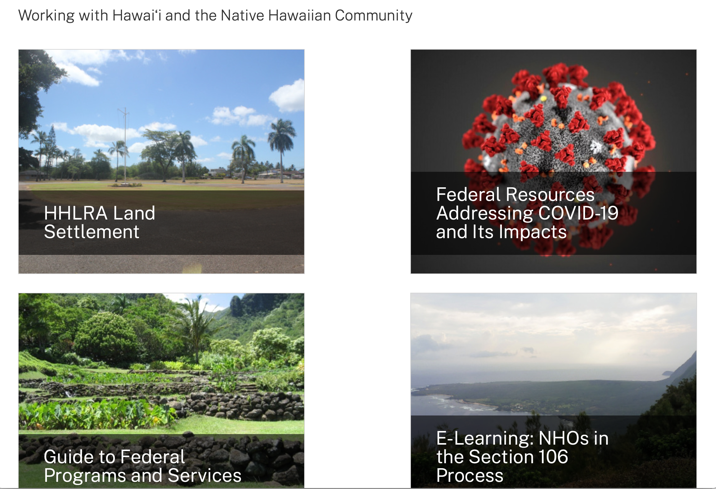 Working with Hawaiʻi and the Native Hawaiian Community
HHLRA Land
Settlement
Federal Resources
Addressing COVID-19
and Its Impacts
Guide to Federal
Programs and Services
E-Learning: NHOs in
the Section 106
Process